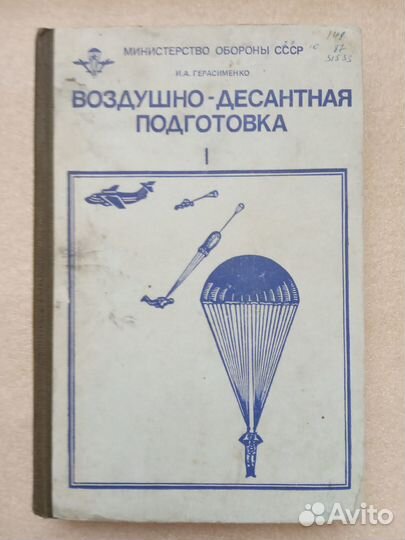 МИНИСТЕРСТВО ОБОРОНЫ СССР
И.А. ГЕРАСИМЕНКО
ВОЗДУШНО-ДЕСАНТНАЯ
ПОДГОТОВКА
I
Avito